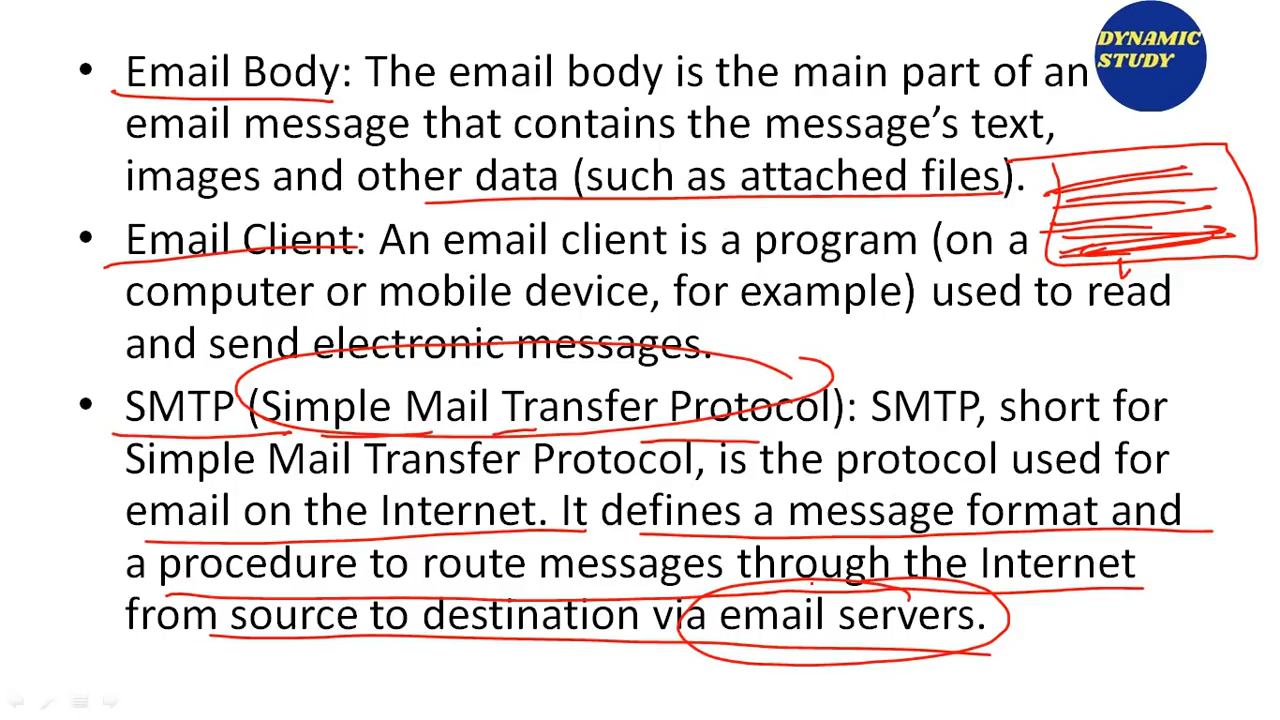 DYNAMIC
STUDY
• Email Body: The email body is the main part of an
email message that contains the message’s text,
images and other data (such as attached files).
• Email Client: An email client is a program (on a
computer or mobile device, for example) used to read
and send electronic messages.
• SMTP (Simple Mail Transfer Protocol): SMTP, short for
Simple Mail Transfer Protocol, is the protocol used for
email on the Internet. It defines a message format and
a procedure to route messages through the Internet
from source to destination via email servers.